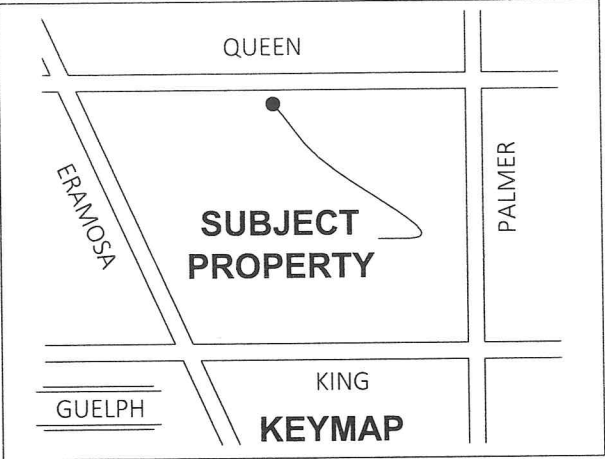 QUEEN
ERAMOSA
PALMER
SUBJECT
PROPERTY
KING
GUELPH
KEYMAP